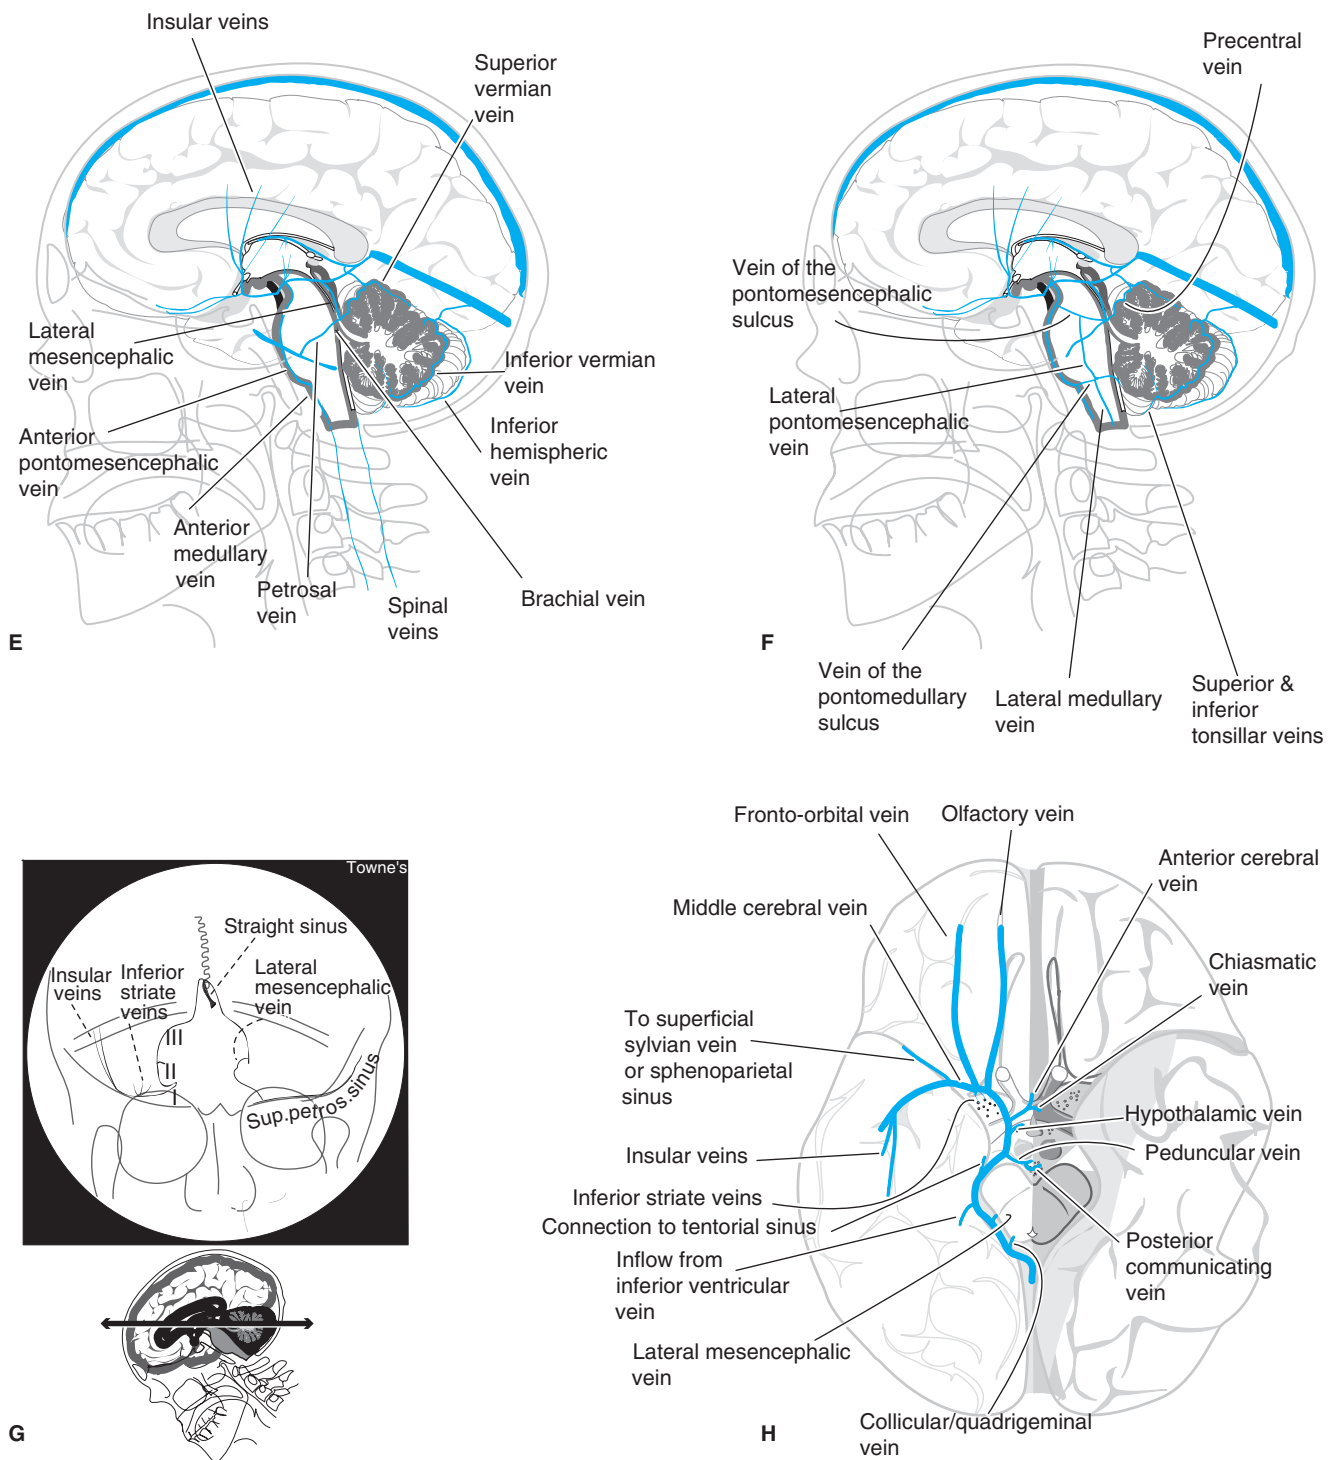 Insular veins
Superior
vermian
vein
Lateral
mesencephalic
vein
Inferior vermian
vein
Anterior
pontomesencephalic
vein
Inferior
hemispheric
vein
Anterior
medullary
vein
Petrosal
vein
Spinal
veins
Brachial vein
E
Precentral
vein
Vein of the
pontomesencephalic
sulcus
Lateral
pontomesencephalic
vein
Vein of the
pontomedullary
sulcus
Lateral medullary
vein
Superior &
inferior
tonsillar veins
F
Towne's
Straight sinus
Insular
veins
Inferior
striate
veins
Lateral
mesencephalic
vein
III
II
I
Sup.petros.sinus
G
Fronto-orbital vein
Olfactory vein
Anterior cerebral
vein
Middle cerebral vein
Chiasmatic
vein
To superficial
sylvian vein
or sphenoparietal
sinus
Hypothalamic vein
Insular veins
Peduncular vein
Inferior striate veins
Connection to tentorial sinus
Inflow from
inferior ventricular
vein
Posterior
communicating
vein
Lateral mesencephalic
vein
Collicular/quadrigeminal
vein
H